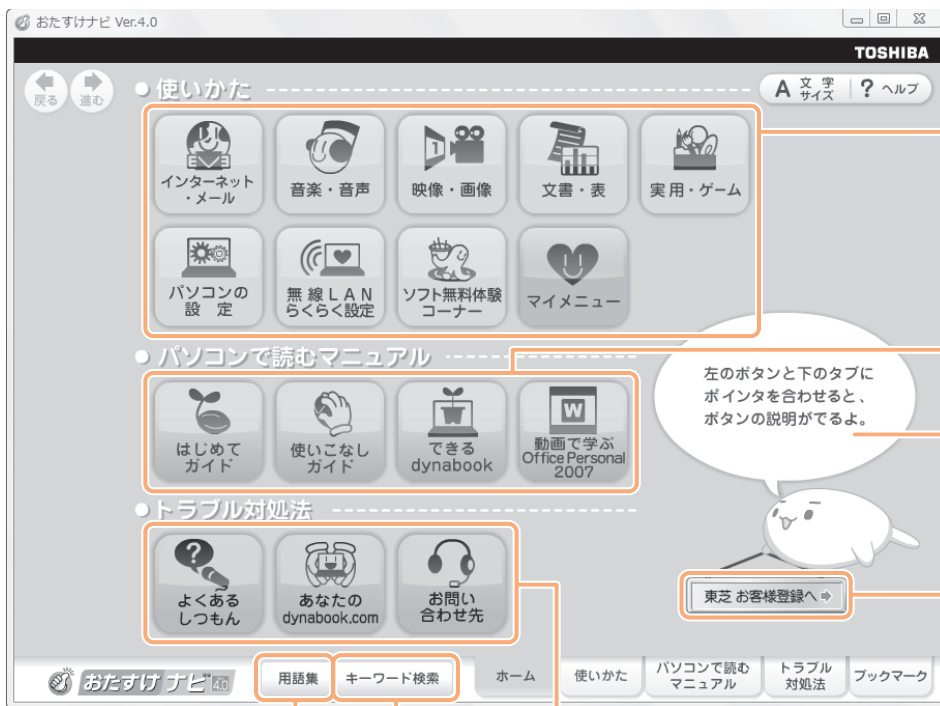 おたすけナビ Ver.4.0
TOSHIBA
戻る
進む
使いかた
A 文字
サイズ
? ヘルプ
インターネット
・メール
音楽・音声
映像・画像
文書・表
実用・ゲーム
パソコンの
設 定
無線LAN
らくらく設定
ソフト無料体験
コーナー
マイメニュー
パソコンで読むマニュアル
左のボタンと下のタブに
ポインタを合わせると、
ボタンの説明がでるよ。
はじめて
ガイド
使いこなし
ガイド
できる
dynabook
W
動画で学ぶ
Office Personal
2007
トラブル対処法
?
よくある
しつもん
あなたの
dynabook.com
お問い
合わせ先
東芝 お客様登録へ
おたすけ ナビ 4.0
用語集
キーワード検索
ホーム
使いかた
パソコンで読む
マニュアル
トラブル
対処法
ブックマーク